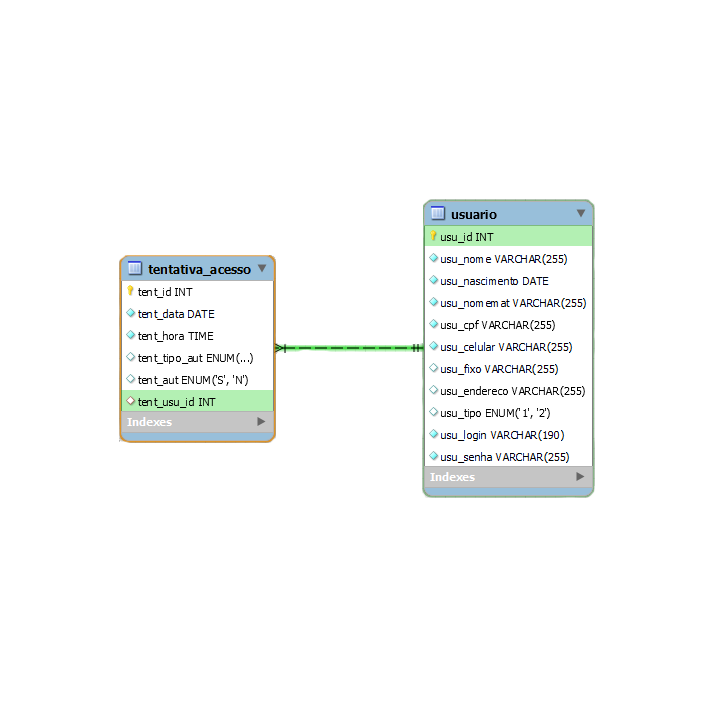 tentativa_acesso
tent_id INT
tent_data DATE
tent_hora TIME
tent_tipo_aut ENUM(...)
tent_aut ENUM('S', 'N')
tent_usu_id INT
Indexes
usuario
usu_id INT
usu_nome VARCHAR(255)
usu_nascimento DATE
usu_nomemat VARCHAR(255)
usu_cpf VARCHAR(255)
usu_celular VARCHAR(255)
usu_fixo VARCHAR(255)
usu_endereco VARCHAR(255)
usu_tipo ENUM('1', '2')
usu_login VARCHAR(190)
usu_senha VARCHAR(255)
Indexes